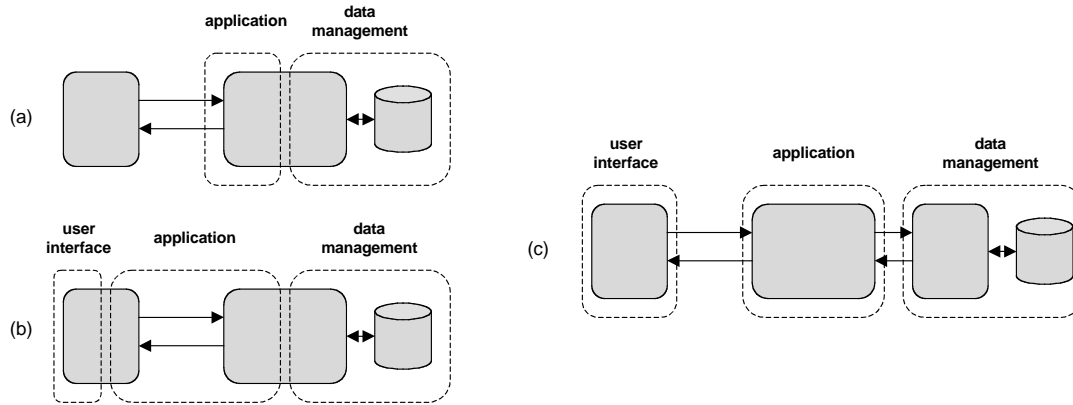 application
data
management
(a)
user
interface
application
data
management
(b)
user
interface
application
data
management
(c)